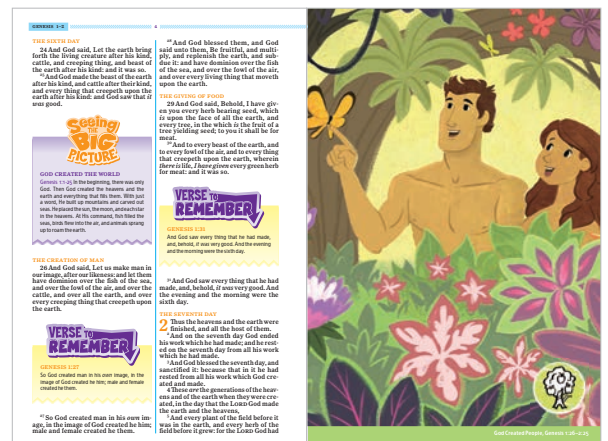 GENESIS 1–2
4
THE SIXTH DAY
24 And God said, Let the earth bring
forth the living creature after his kind,
cattle, and creeping thing, and beast of
the earth after his kind: and it was so.
25 And God made the beast of the earth
after his kind, and cattle after their kind,
and every thing that creepeth upon the
earth after his kind: and God saw that it
was good.
Seeing
THE
BIG
PICTURE
GOD CREATED THE WORLD
Genesis 1:1-25 In the beginning, there was only
God. Then God created the heavens and the
earth and everything that fills them. With just
a word, He built up mountains and carved out
seas. He placed the sun, the moon, and each star
in the heavens. At His command, fish filled the
seas, birds flew into the air, and animals sprang
up to roam the earth.
THE CREATION OF MAN
26 And God said, Let us make man in
our image, after our likeness: and let them
have dominion over the fish of the sea,
and over the fowl of the air, and over the
cattle, and over all the earth, and over
every creeping thing that creepeth upon
the earth.
VERSE TO
REMEMBER
GENESIS 1:27
So God created man in his own image, in the
image of God created he him; male and female
created he them.
27 So God created man in his own im-
age, in the image of God created he him;
male and female created he them.
28 And God blessed them, and God
said unto them, Be fruitful, and multi-
ply, and replenish the earth, and sub-
due it: and have dominion over the fish
of the sea, and over the fowl of the air,
and over every living thing that moveth
upon the earth.
THE GIVING OF FOOD
29 And God said, Behold, I have giv-
en you every herb bearing seed, which
is upon the face of all the earth, and
every tree, in the which is the fruit of a
tree yielding seed; to you it shall be for
meat.
30 And to every beast of the earth, and
to every fowl of the air, and to every thing
that creepeth upon the earth, wherein
there is life, I have given every green herb
for meat: and it was so.
VERSE TO
REMEMBER
GENESIS 1:31
And God saw every thing that he had made,
and, behold, it was very good. And the evening
and the morning were the sixth day.
31 And God saw every thing that he had
made, and, behold, it was very good. And
the evening and the morning were the
sixth day.
THE SEVENTH DAY
2 Thus the heavens and the earth were
finished, and all the host of them.
2 And on the seventh day God ended
his work which he had made; and he rest-
ed on the seventh day from all his work
which he had made.
3 And God blessed the seventh day, and
sanctified it: because that in it he had
rested from all his work which God cre-
ated and made.
4 These are the generations of the heav-
ens and of the earth when they were cre-
ated, in the day that the LORD God made
the earth and the heavens,
5 And every plant of the field before it
was in the earth, and every herb of the
field before it grew: for the LORD God had
God Created People, Genesis 1:26–2:25